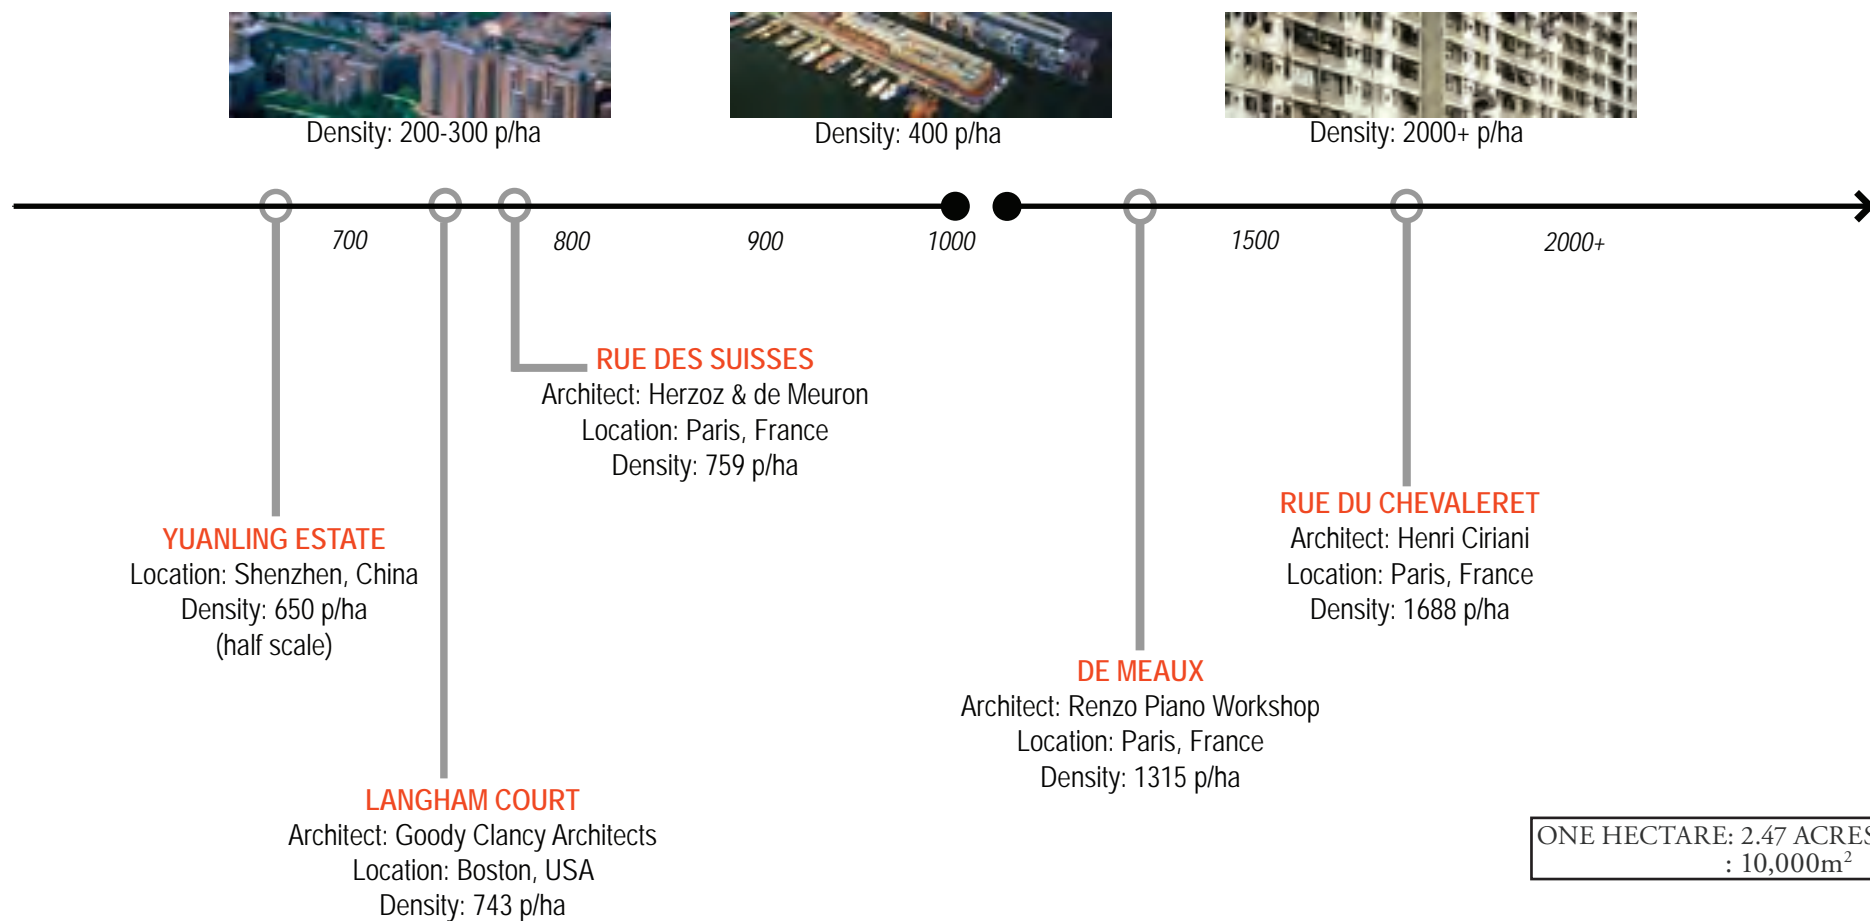 Density: 200-300 p/ha
Density: 400 p/ha
Density: 2000+ p/ha
700
800
900
1000
1500
2000+
RUE DES SUISSES
Architect: Herzoz & de Meuron
Location: Paris, France
Density: 759 p/ha
YUANLING ESTATE
Location: Shenzhen, China
Density: 650 p/ha
(half scale)
RUE DU CHEVALERET
Architect: Henri Ciriani
Location: Paris, France
Density: 1688 p/ha
DE MEAUX
Architect: Renzo Piano Workshop
Location: Paris, France
Density: 1315 p/ha
LANGHAM COURT
Architect: Goody Clancy Architects
Location: Boston, USA
Density: 743 p/ha
ONE HECTARE: 2.47 ACRES
: 10,000m²